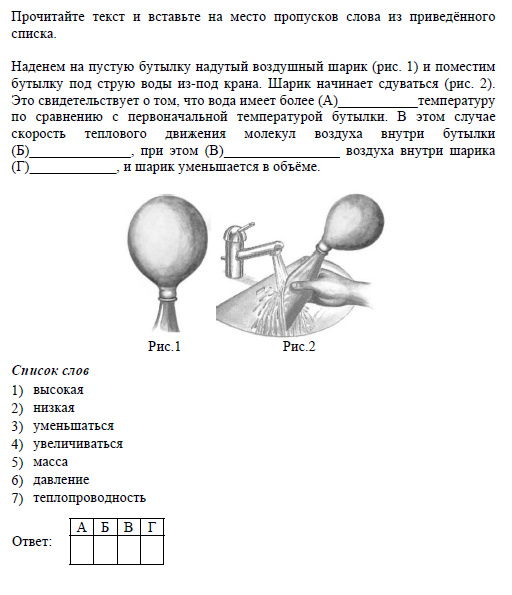 Прочитайте текст и вставьте на место пропусков слова из приведённого
списка.
Наденем на пустую бутылку надутый воздушный шарик (рис. 1) и поместим
бутылку под струю воды из-под крана. Шарик начинает сдуваться (рис. 2).
Это свидетельствует о том, что вода имеет более (А)___________температуру
по сравнению с первоначальной температурой бутылки. В этом случае
скорость теплового движения молекул воздуха внутри бутылки
(Б)______________, при этом (В)________________ воздуха внутри шарика
(Г)____________, и шарик уменьшается в объёме.
Рис.1 Рис.2
Список слов
1) высокая
2) низкая
3) уменьшаться
4) увеличиваться
5) масса
6) давление
7) теплопроводность
А Б В Г
Ответ: